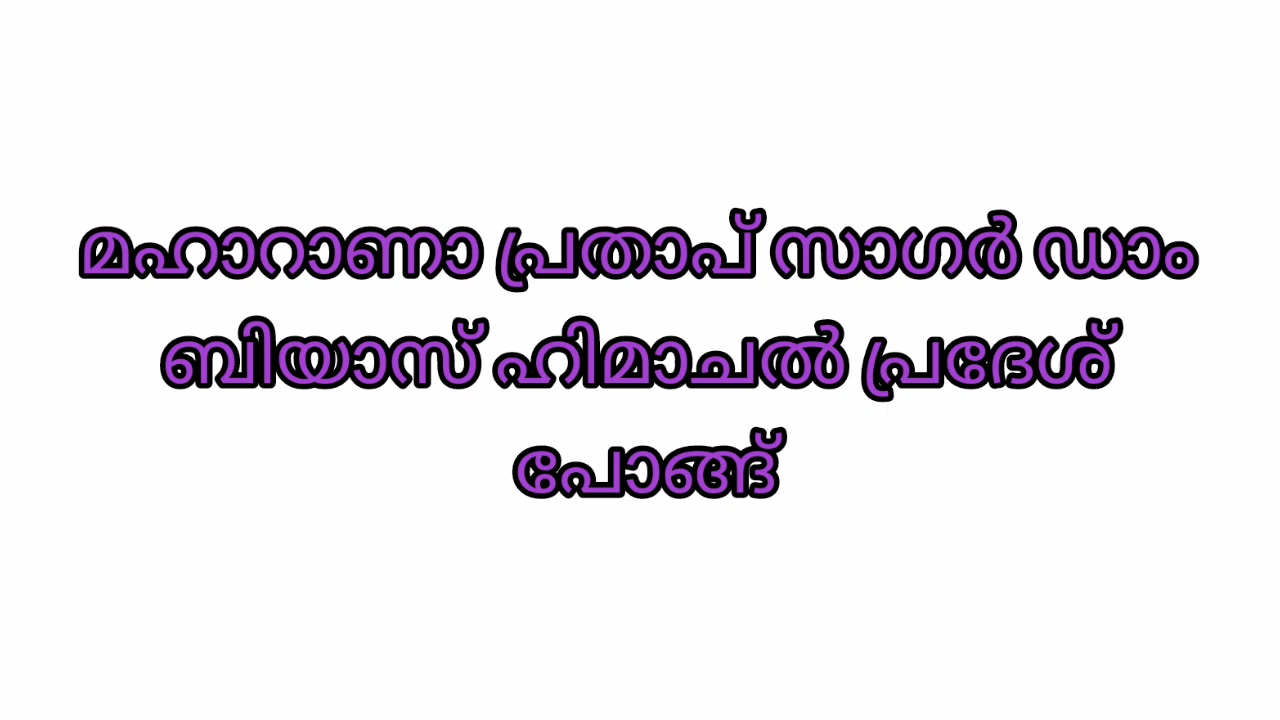 മഹാറാണാ പ്രതാപ് സാഗർ ഡാം
ബിയാസ് ഹിമാചൽ പ്രദേശ്
പോങ്ങ്